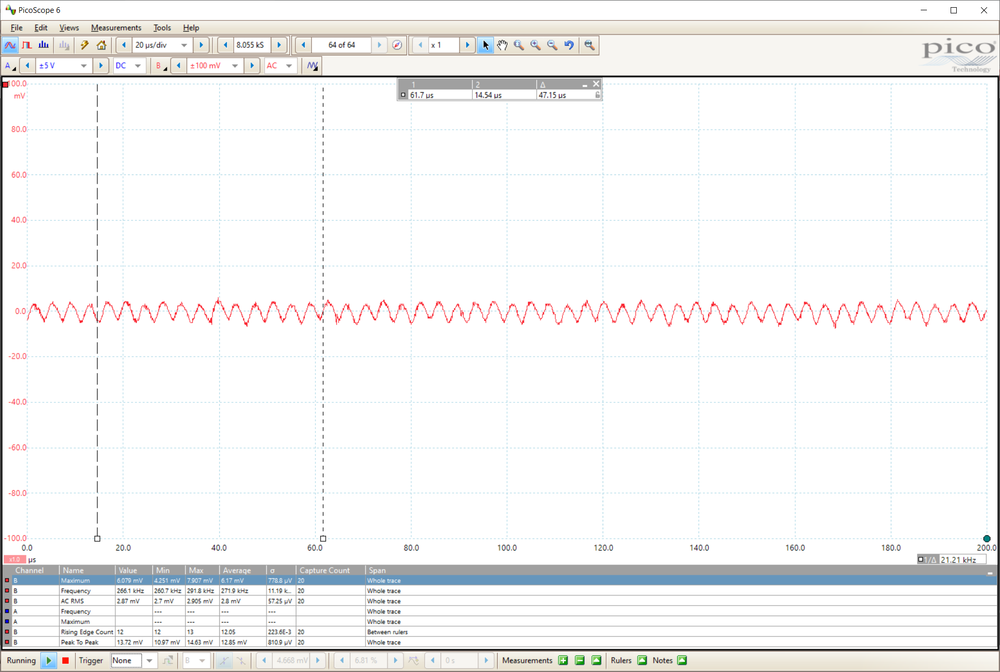 PicoScope 6
File Edit Views Measurements Tools Help
20 µs/div 8.055 kS 64 of 64 x 1
pico
Technology
A ±5 V DC B ±100 mV AC
1 2 Δ
61.7 µs 14.54 µs 47.15 µs
100.0
mV
80.0
60.0
40.0
20.0
0.0
-20.0
-40.0
-60.0
-80.0
-100.0
0.0 20.0 40.0 60.0 80.0 100.0 120.0 140.0 160.0 180.0 200.0
x1.0 µs 1/Δ 21.21 kHz
Channel Name Value Min Max Average σ Capture Count Span
B Maximum 6.079 mV 4.251 mV 7.907 mV 6.17 mV 778.8 µV 20 Whole trace
B Frequency 266.1 kHz 260.7 kHz 291.8 kHz 271.9 kHz 11.19 k... 20 Whole trace
B AC RMS 2.87 mV 2.7 mV 2.905 mV 2.8 mV 57.25 µV 20 Whole trace
A Frequency --- --- --- --- Whole trace
A Maximum --- --- --- --- Whole trace
B Rising Edge Count 12 12 13 12.05 223.6E-3 20 Between rulers
B Peak To Peak 13.72 mV 10.97 mV 14.63 mV 12.85 mV 810.9 µV 20 Whole trace
Running Trigger None B 4.668 mV 6.81 % 0 s Measurements Rulers Notes